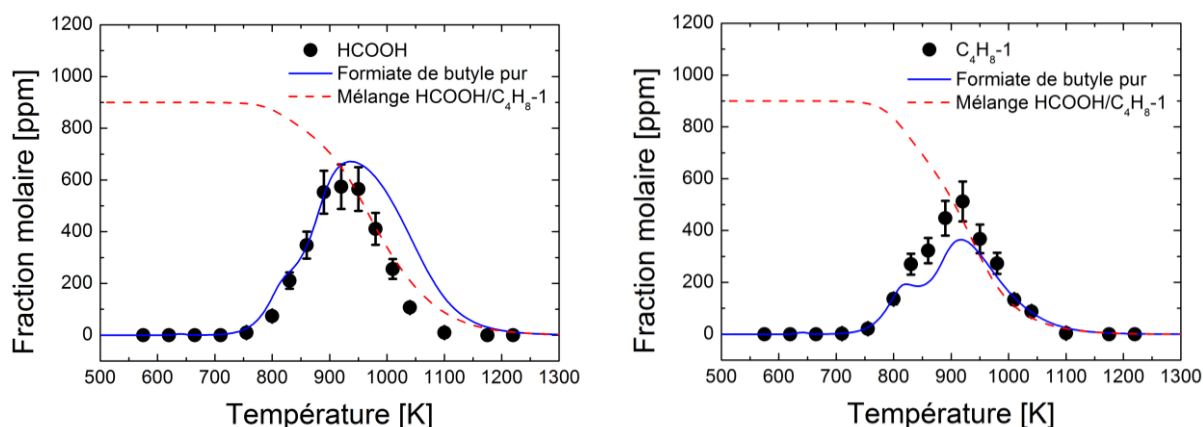 1200
1000
800
600
400
200
0
Fraction molaire [ppm]
HCOOH
Formiate de butyle pur
Mélange HCOOH/C₄H₈-1
500 600 700 800 900 1000 1100 1200 1300
Température [K]
1200
1000
800
600
400
200
0
Fraction molaire [ppm]
C₄H₈-1
Formiate de butyle pur
Mélange HCOOH/C₄H₈-1
500 600 700 800 900 1000 1100 1200 1300
Température [K]